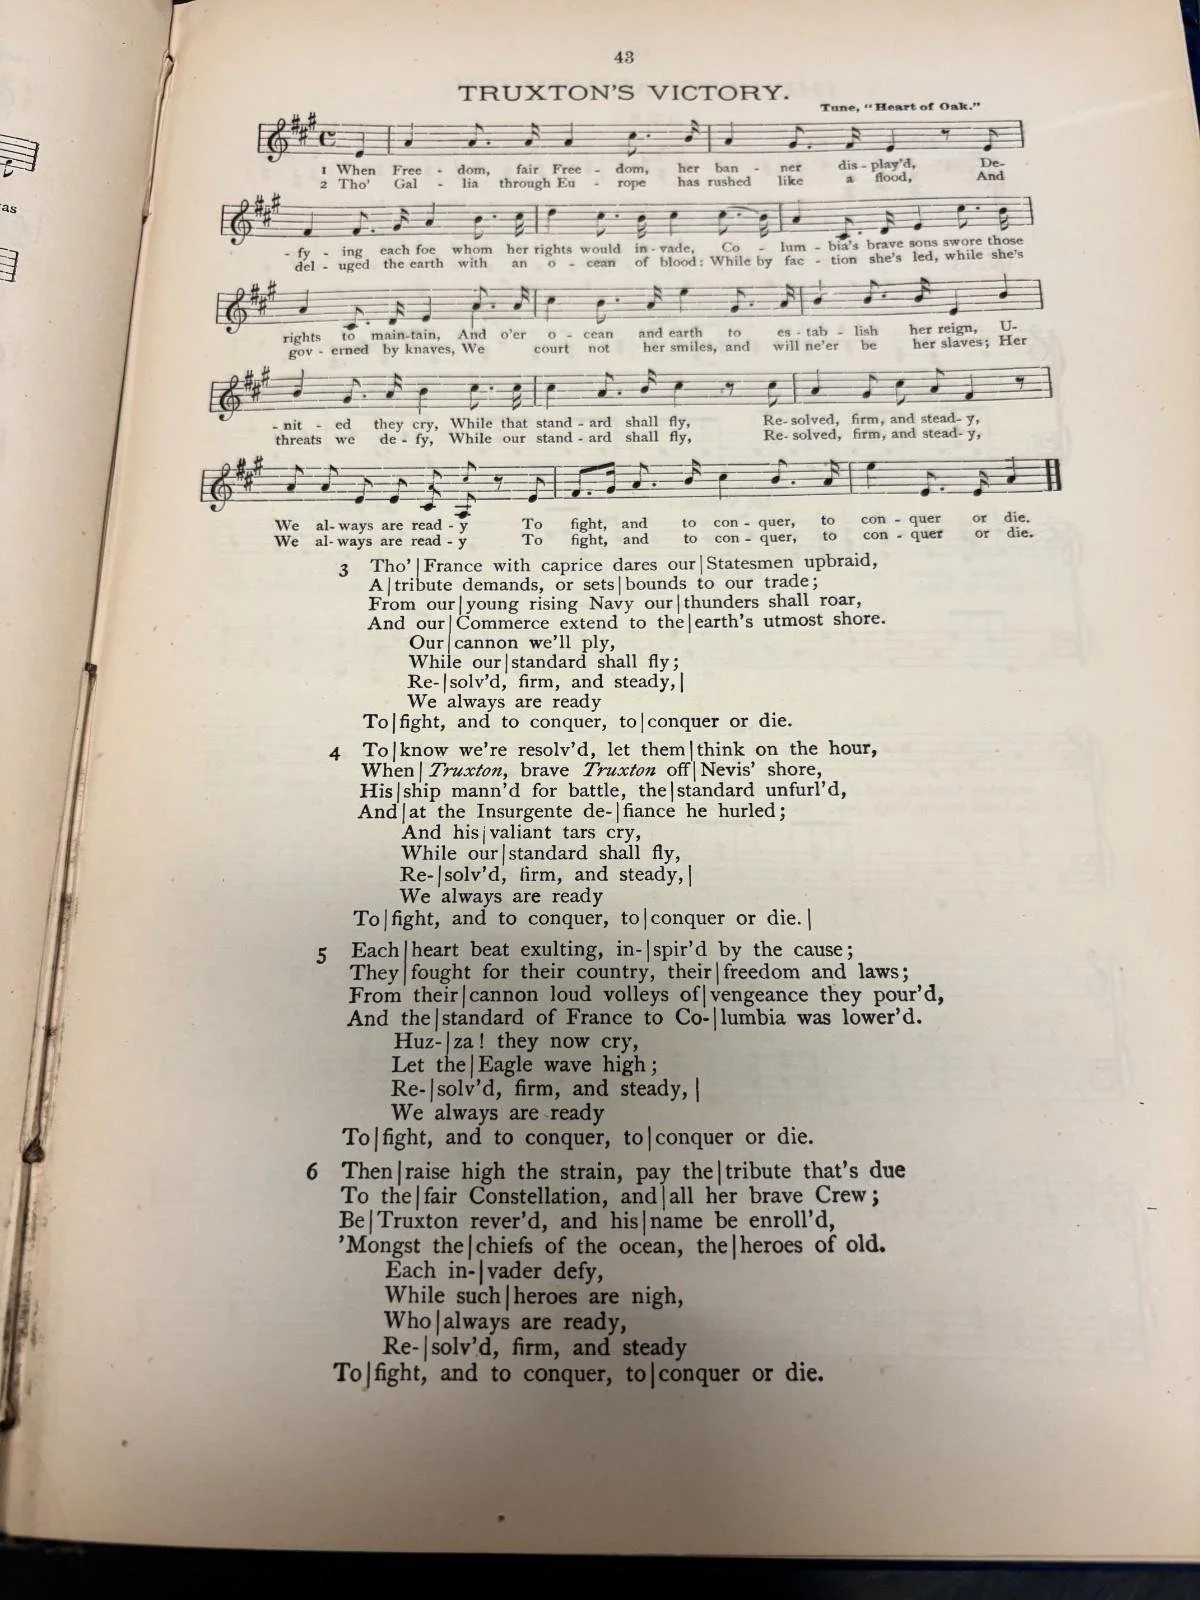 43
TRUXTON'S VICTORY.
Tune, "Heart of Oak."
1 When Free - dom, fair Free - dom, her ban - ner dis - play'd, De-
2 Tho' Gal - lia through Eu - rope has rushed like a flood, And
- fy - ing each foe whom her rights would in - vade, Co - lum - bia's brave sons swore those
del - uged the earth with an o - cean of blood: While by fac - tion she's led, while she's
rights to main-tain, And o'er o - cean and earth to es - tab - lish her reign, U-
gov - erned by knaves, We court not her smiles, and will ne'er be her slaves; Her
- nit - ed they cry, While that stand - ard shall fly, Re- solved, firm, and stead- y,
threats we de - fy, While our stand - ard shall fly, Re- solved, firm, and stead- y,
We al- ways are read - y To fight, and to con - quer, to con - quer or die.
We al- ways are read - y To fight, and to con - quer, to con - quer or die.
3 Tho' | France with caprice dares our | Statesmen upbraid,
A | tribute demands, or sets | bounds to our trade;
From our | young rising Navy our | thunders shall roar,
And our | Commerce extend to the | earth's utmost shore.
Our | cannon we'll ply,
While our | standard shall fly;
Re- | solv'd, firm, and steady, |
We always are ready
To | fight, and to conquer, to | conquer or die.
4 To | know we're resolv'd, let them | think on the hour,
When | Truxton, brave Truxton off | Nevis' shore,
His | ship mann'd for battle, the | standard unfurl'd,
And | at the Insurgente de- | fiance he hurled;
And his | valiant tars cry,
While our | standard shall fly,
Re- | solv'd, firm, and steady, |
We always are ready
To | fight, and to conquer, to | conquer or die. |
5 Each | heart beat exulting, in- | spir'd by the cause;
They | fought for their country, their | freedom and laws;
From their | cannon loud volleys of | vengeance they pour'd,
And the | standard of France to Co- | lumbia was lower'd.
Huz- | za! they now cry,
Let the | Eagle wave high;
Re- | solv'd, firm, and steady, |
We always are ready
To | fight, and to conquer, to | conquer or die.
6 Then | raise high the strain, pay the | tribute that's due
To the | fair Constellation, and | all her brave Crew;
Be | Truxton rever'd, and his | name be enroll'd,
'Mongst the | chiefs of the ocean, the | heroes of old.
Each in- | vader defy,
While such | heroes are nigh,
Who | always are ready,
Re- | solv'd, firm, and steady
To | fight, and to conquer, to | conquer or die.